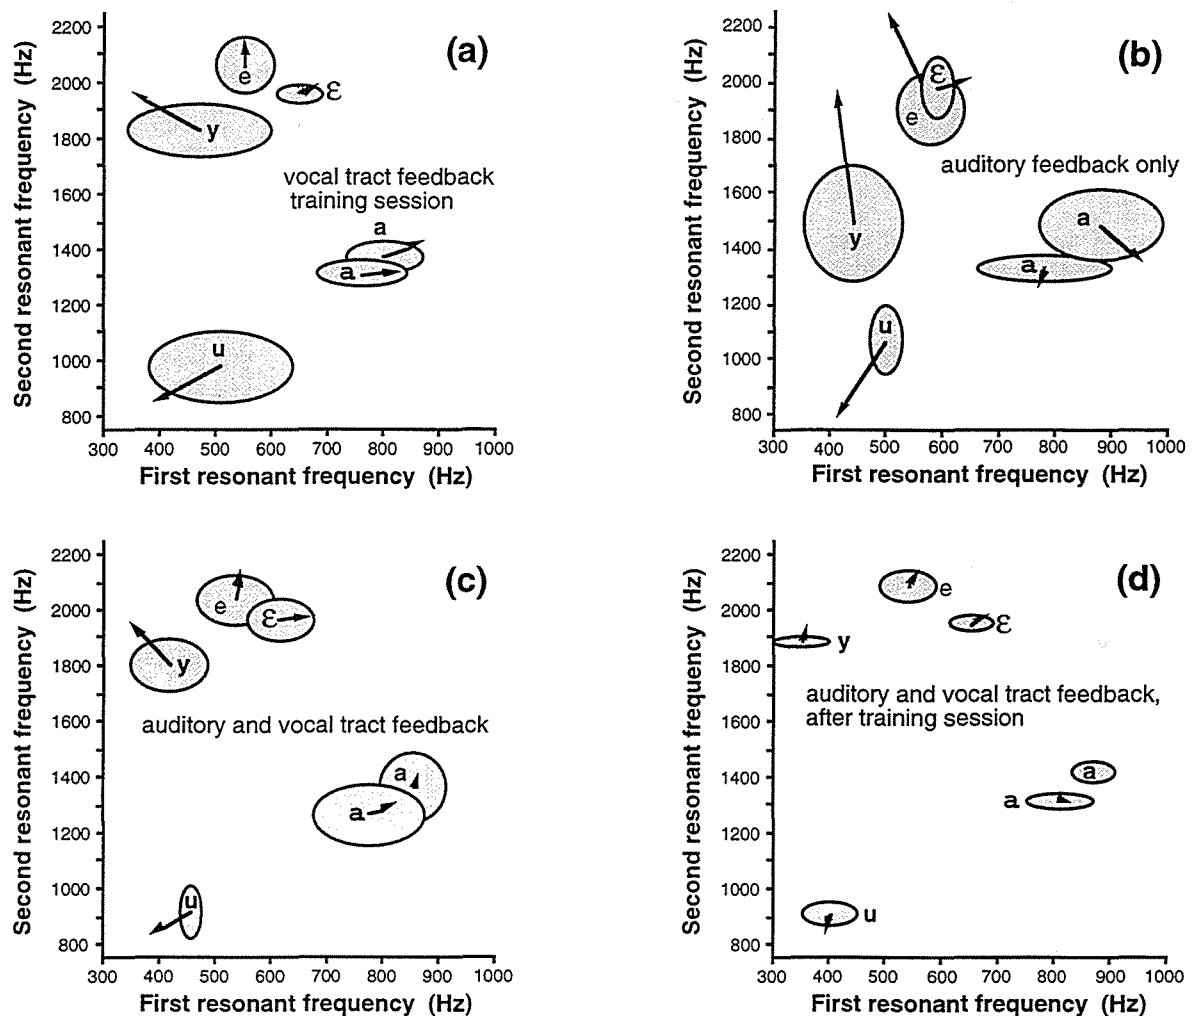 (a)
Second resonant frequency (Hz)
2200
2000
1800
1600
1400
1200
1000
800
e
ε
y
vocal tract feedback
training session
a
a
u
300 400 500 600 700 800 900 1000
First resonant frequency (Hz)
(b)
Second resonant frequency (Hz)
2200
2000
1800
1600
1400
1200
1000
800
ε
e
auditory feedback only
y
a
a
u
300 400 500 600 700 800 900 1000
First resonant frequency (Hz)
(c)
Second resonant frequency (Hz)
2200
2000
1800
1600
1400
1200
1000
800
e
ε
y
auditory and vocal tract feedback
a
a
u
300 400 500 600 700 800 900 1000
First resonant frequency (Hz)
(d)
Second resonant frequency (Hz)
2200
2000
1800
1600
1400
1200
1000
800
e
ε
y
auditory and vocal tract feedback,
after training session
a
a
u
300 400 500 600 700 800 900 1000
First resonant frequency (Hz)